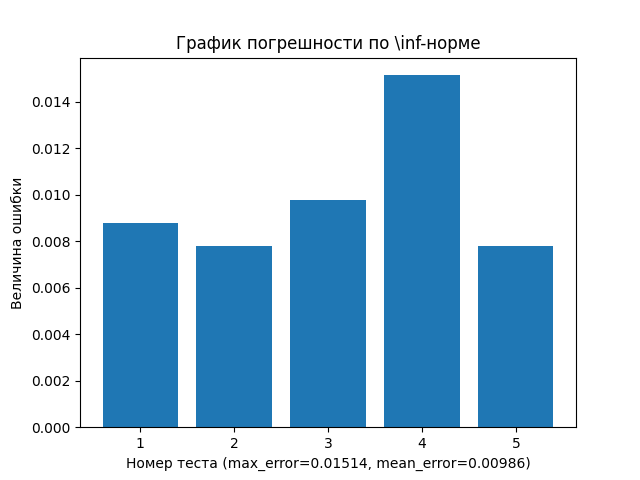 График погрешности по \inf-норме
Величина ошибки
0.014
0.012
0.010
0.008
0.006
0.004
0.002
0.000
1 2 3 4 5
Номер теста (max_error=0.01514, mean_error=0.00986)